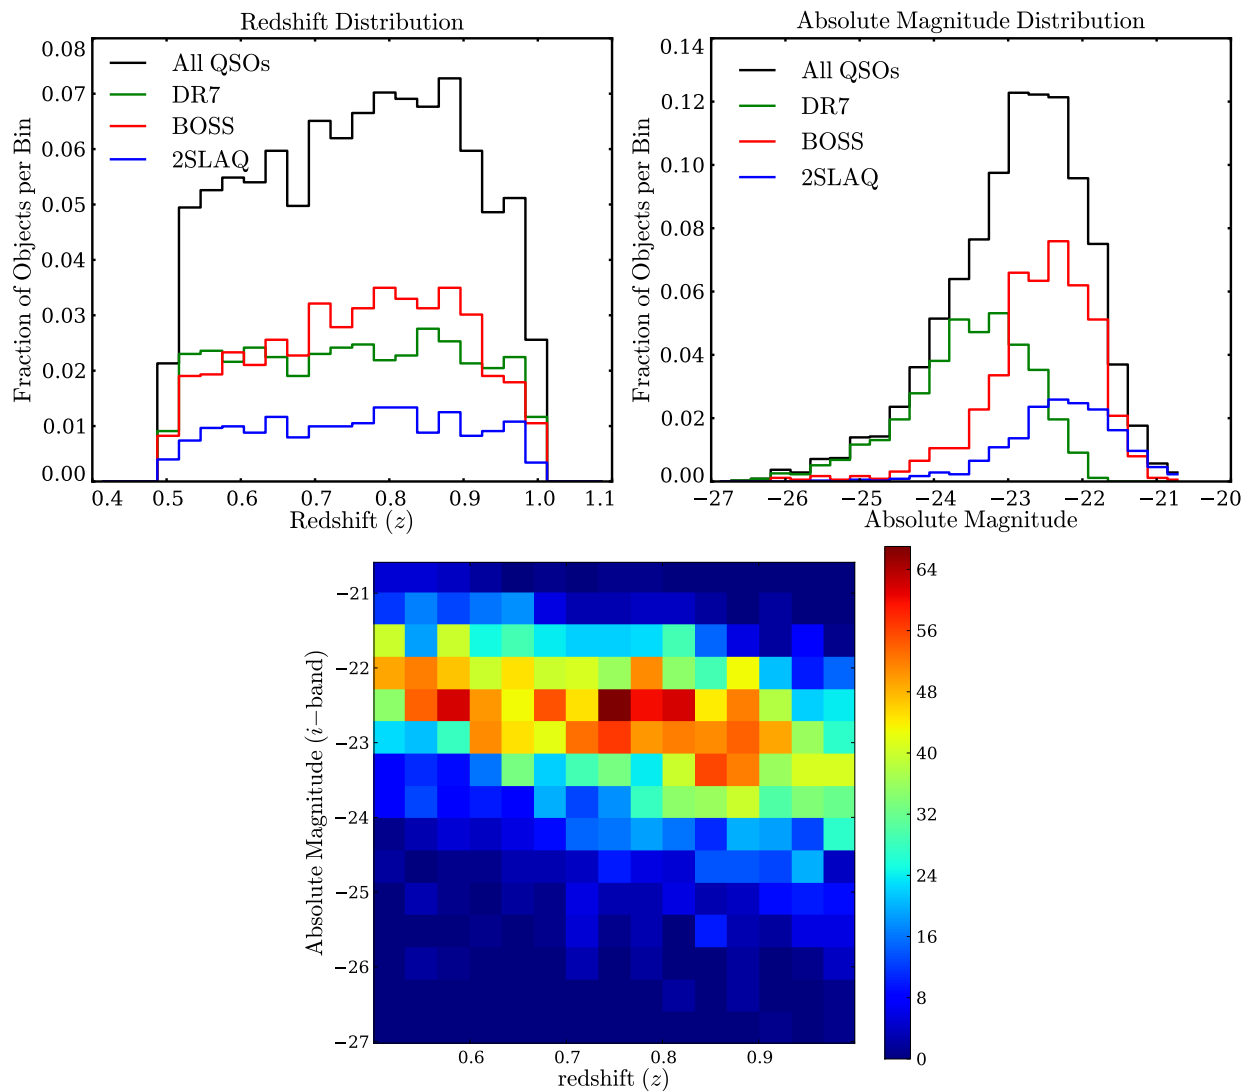 Redshift Distribution
0.08
0.07
0.06
0.05
0.04
0.03
0.02
0.01
0.00
Fraction of Objects per Bin
All QSOs
DR7
BOSS
2SLAQ
0.4 0.5 0.6 0.7 0.8 0.9 1.0 1.1
Redshift (z)
Absolute Magnitude Distribution
0.14
0.12
0.10
0.08
0.06
0.04
0.02
0.00
Fraction of Objects per Bin
All QSOs
DR7
BOSS
2SLAQ
−27 −26 −25 −24 −23 −22 −21 −20
Absolute Magnitude
−21
−22
−23
−24
−25
−26
−27
Absolute Magnitude (i−band)
0.6 0.7 0.8 0.9
redshift (z)
64
56
48
40
32
24
16
8
0